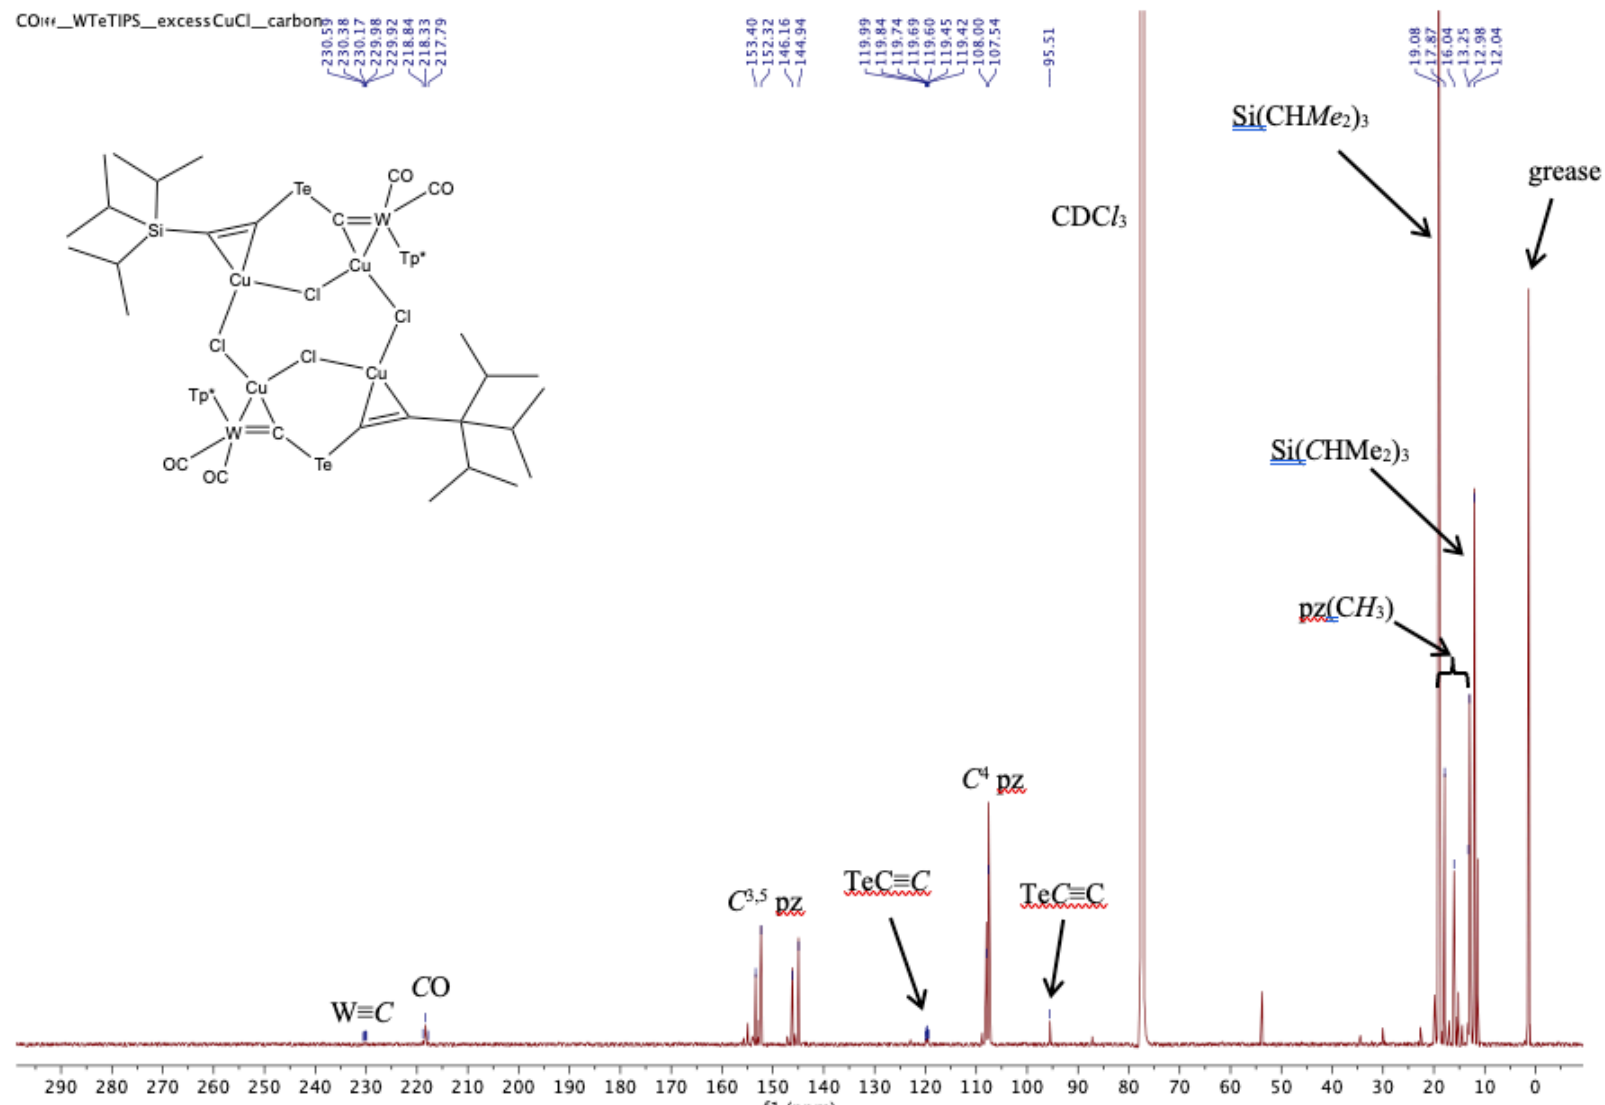 CO!ff__WTeTIPS__excessCuCl__carbon
230.59
230.38
230.17
229.98
229.92
218.84
218.33
217.79
153.40
152.32
146.16
144.94
119.99
119.84
119.74
119.69
119.60
119.45
119.42
108.00
107.54
95.51
19.08
17.87
16.04
13.25
12.98
12.04
Si(CHMe2)3
grease
CDCl3
Te
CO
CO
C
W
Si
Tp*
Cu
Cu
Cl
Cl
Cl
Cl
Cu
Cu
Tp*
W
C
OC
OC
Te
Si(CHMe2)3
pz(CH3)
C4 pz
TeC≡C
TeC≡C
C3,5 pz
CO
W≡C
290 280 270 260 250 240 230 220 210 200 190 180 170 160 150 140 130 120 110 100 90 80 70 60 50 40 30 20 10 0